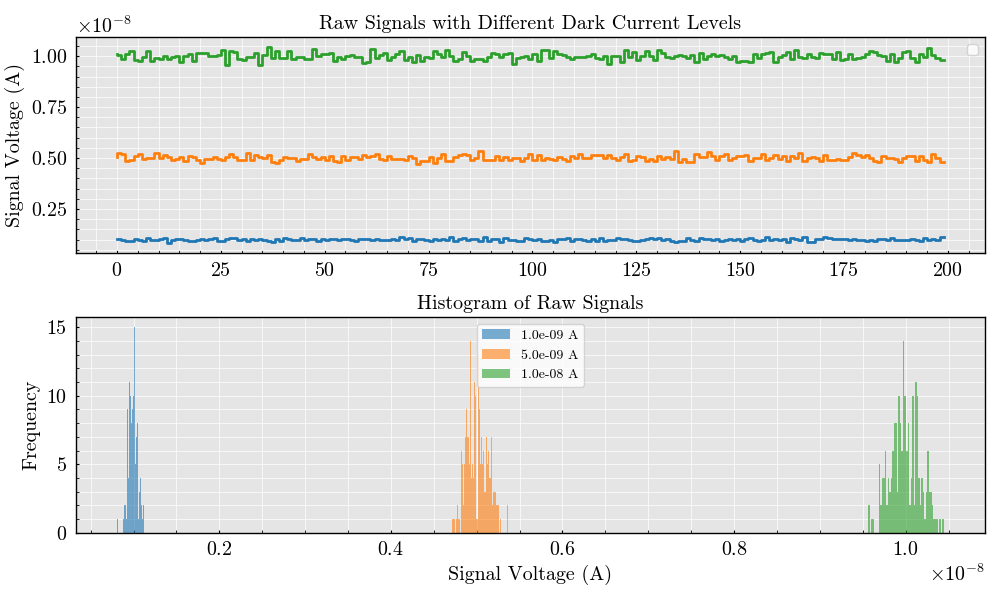 Raw Signals with Different Dark Current Levels
×10⁻⁸
Signal Voltage (A)
1.00
0.75
0.50
0.25
0 25 50 75 100 125 150 175 200
Histogram of Raw Signals
Frequency
15
10
5
0
1.0e-09 A
5.0e-09 A
1.0e-08 A
0.2 0.4 0.6 0.8 1.0
Signal Voltage (A)
×10⁻⁸